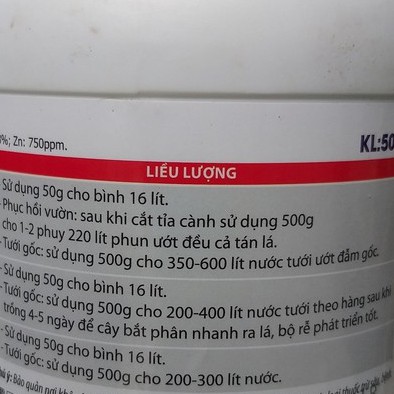 %; Zn: 750ppm.
KL:50
LIỀU LƯỢNG
- Sử dụng 50g cho bình 16 lít.
- Phục hồi vườn: sau khi cắt tỉa cành sử dụng 500g
cho 1-2 phuy 220 lít phun ướt đều cả tán lá.
- Tưới gốc: sử dụng 500g cho 350-600 lít nước tưới ướt đẫm gốc.
- Sử dụng 50g cho bình 16 lít.
- Tưới gốc: sử dụng 500g cho 200-400 lít nước tưới theo hàng sau khi
trồng 4-5 ngày để cây bắt phân nhanh ra lá, bộ rễ phát triển tốt.
- Sử dụng 50g cho bình 16 lít.
- Tưới gốc: sử dụng 500g cho 200-300 lít nước.
ý: Bảo quản nơi